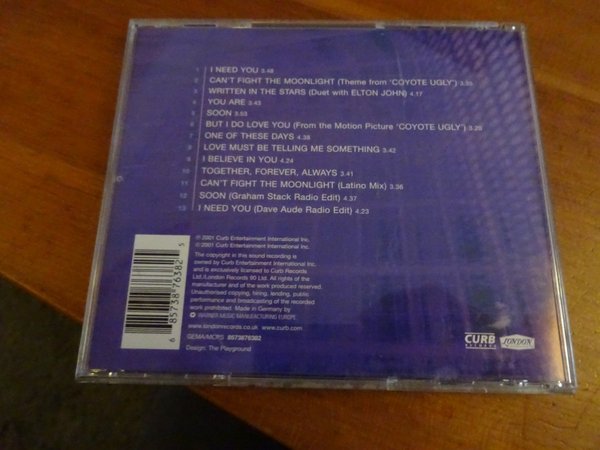 1 I NEED YOU 3.48
2 CAN'T FIGHT THE MOONLIGHT (Theme from 'COYOTE UGLY') 3.35
3 WRITTEN IN THE STARS (Duet with ELTON JOHN) 4.17
4 YOU ARE 3.43
5 SOON 3.53
6 BUT I DO LOVE YOU (From the Motion Picture 'COYOTE UGLY') 3.20
7 ONE OF THESE DAYS 4.38
8 LOVE MUST BE TELLING ME SOMETHING 3.42
9 I BELIEVE IN YOU 4.24
10 TOGETHER, FOREVER, ALWAYS 3.41
11 CAN'T FIGHT THE MOONLIGHT (Latino Mix) 3.36
12 SOON (Graham Stack Radio Edit) 4.37
13 I NEED YOU (Dave Aude Radio Edit) 4.23
℗ 2001 Curb Entertainment International Inc.
© 2001 Curb Entertainment International Inc.
The copyright in this sound recording is
owned by Curb Entertainment International Inc.
and is exclusively licensed to Curb Records
Ltd./London Records 90 Ltd. All rights of the
manufacturer and of the work produced reserved.
Unauthorised copying, hiring, lending, public
performance and broadcasting of the recorded
work prohibited. Made in Germany by
WARNER MUSIC MANUFACTURING EUROPE.
www.londonrecords.co.uk www.curb.com
GEMA/MCPS 8573876382
Design: The Playground
6 85738 76382 5
CURB
RECORDS
LONDON